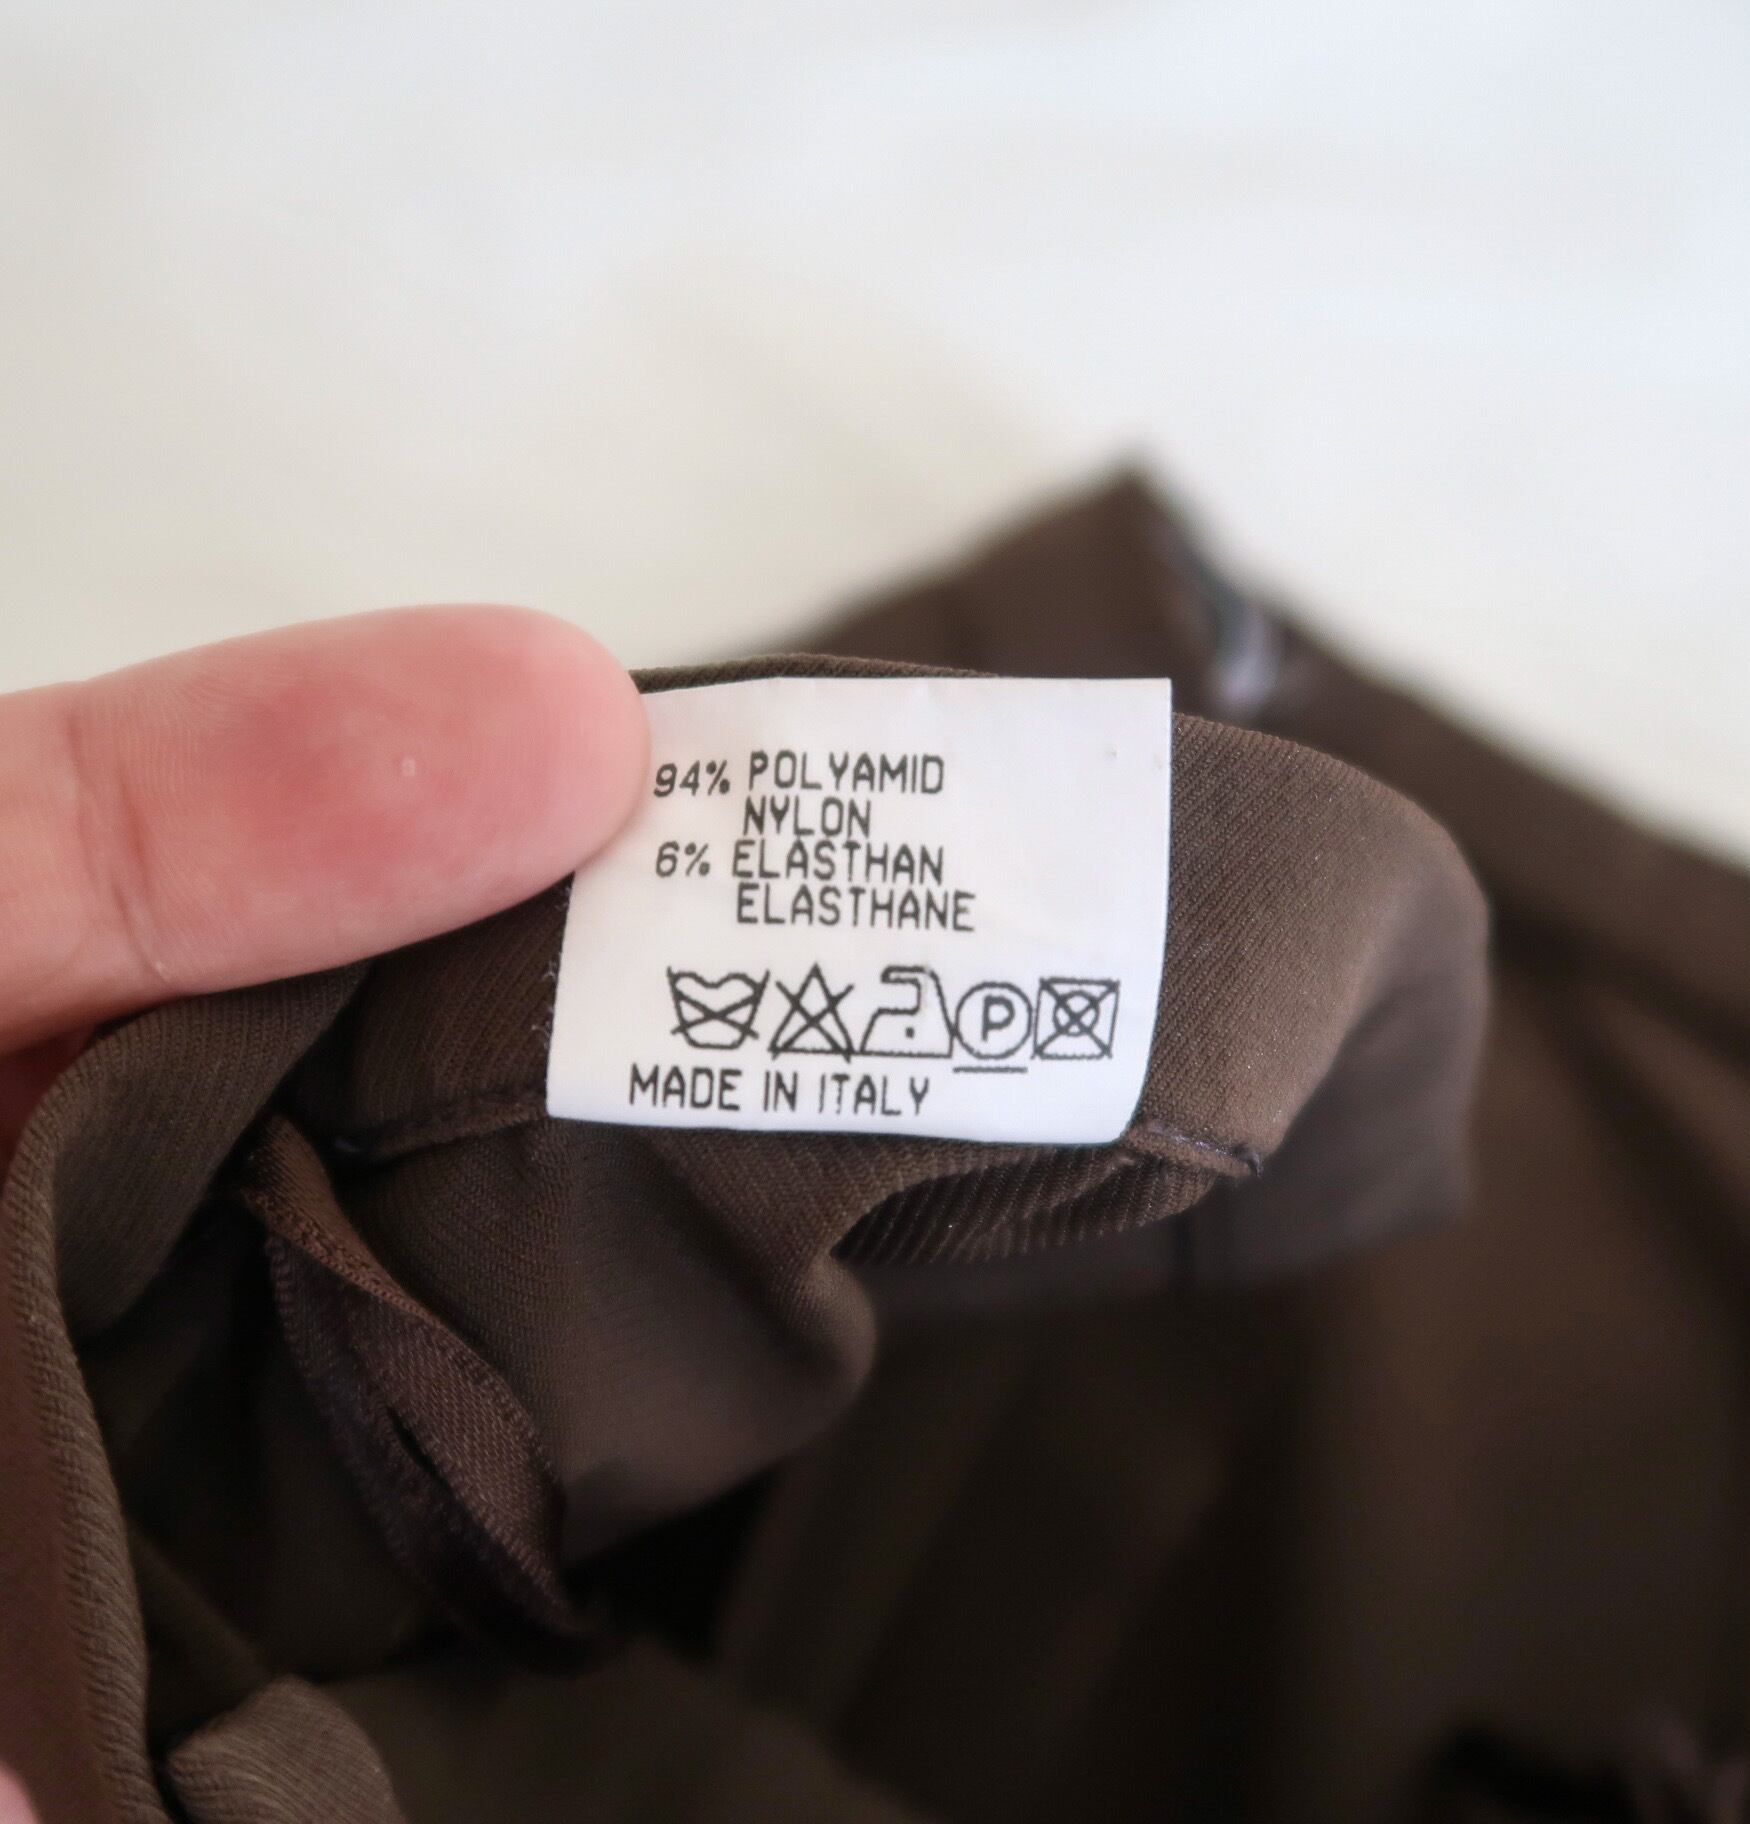 94% POLYAMID
NYLON
6% ELASTHAN
ELASTHANE
P
MADE IN ITALY